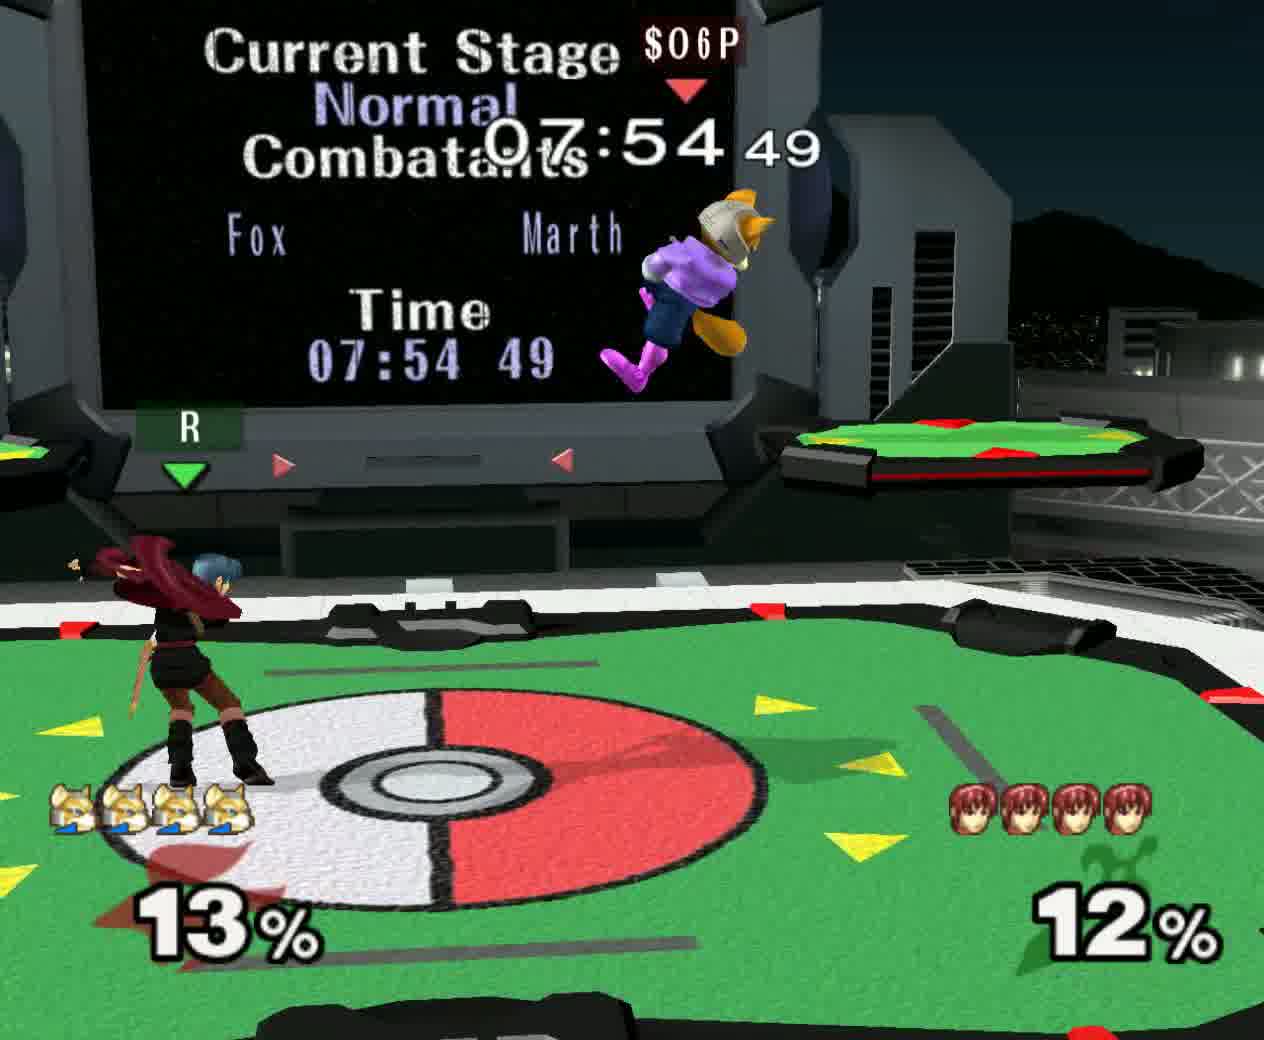 Current Stage
$06P
Normal
07:54 49
Combatants
Fox Marth
Time
07:54 49
R
13%
12%